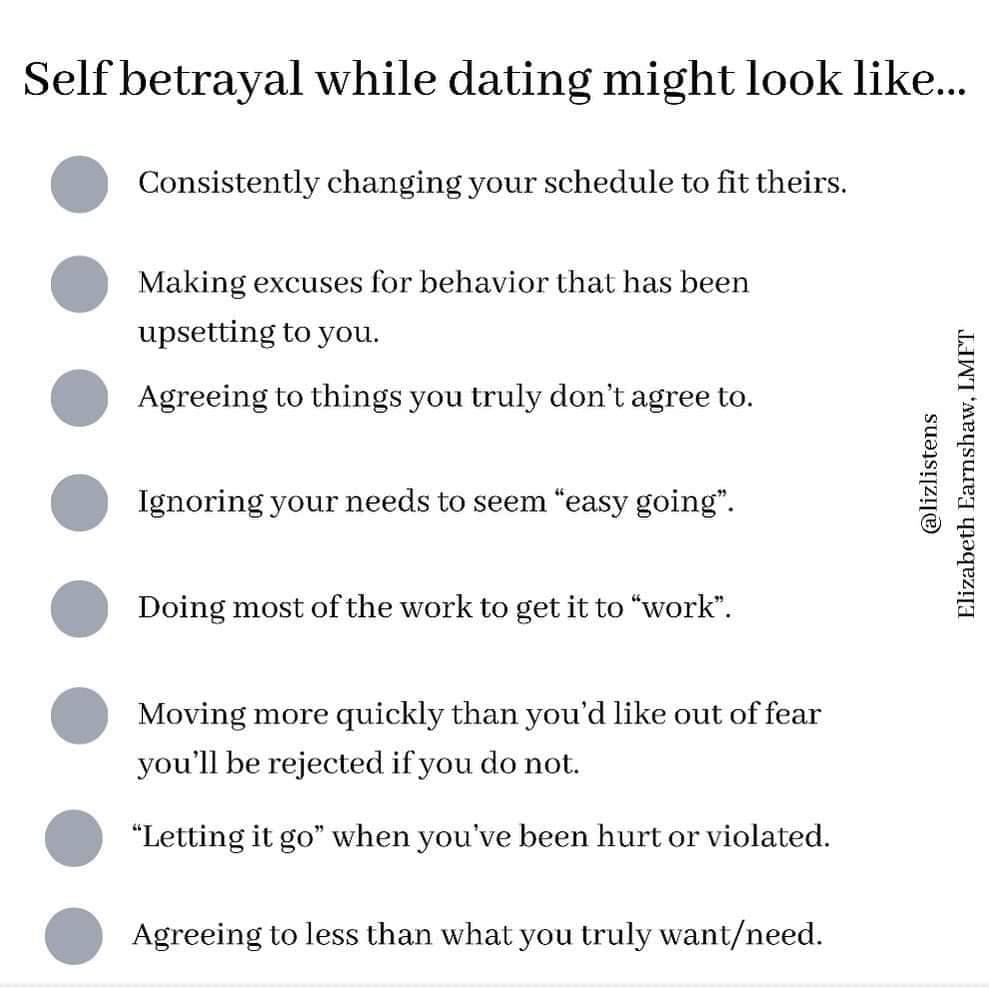 Self betrayal while dating might look like...
Consistently changing your schedule to fit theirs.
Making excuses for behavior that has been
upsetting to you.
Agreeing to things you truly don’t agree to.
Ignoring your needs to seem “easy going”.
Doing most of the work to get it to “work”.
Moving more quickly than you’d like out of fear
you’ll be rejected if you do not.
“Letting it go” when you’ve been hurt or violated.
Agreeing to less than what you truly want/need.
@lizlistens
Elizabeth Earnshaw, LMFT